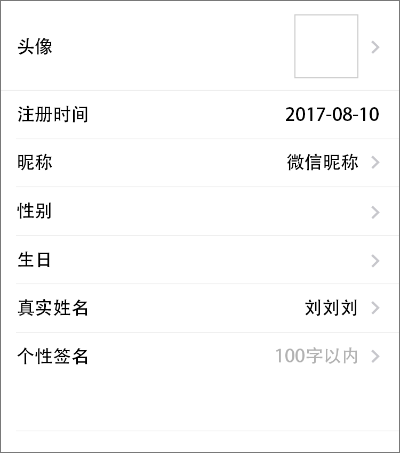 头像
注册时间 2017-08-10
昵称 微信昵称
性别
生日
真实姓名 刘刘刘
个性签名 100字以内